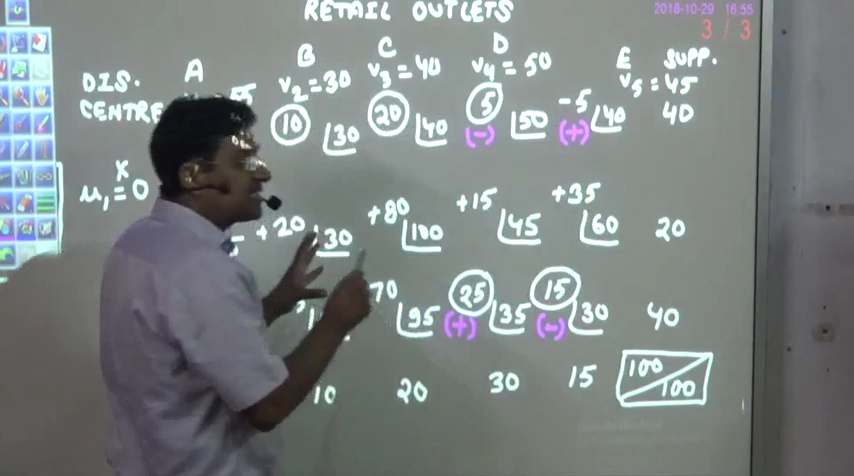 RETAIL OUTLETS
2018-10-29 16:55
3 / 3
DIS. A B C D E SUPP.
CENTRE 55 v₂=30 v₃=40 v₄=50 v₅=45
10 30 20 40 5 (-) 50 -5 (+) 40 40
X
u₁=0
+20 30 +80 100 +15 45 +35 60 20
70 95 25 (+) 35 15 (-) 30 40
10 20 30 15 100/100